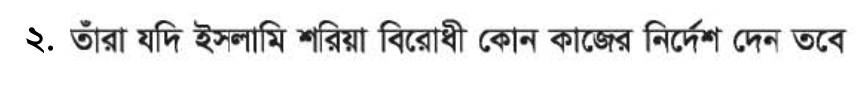 ২. তাঁরা যদি ইসলামি শরিয়া বিরোধী কোন কাজের নির্দেশ দেন তবে